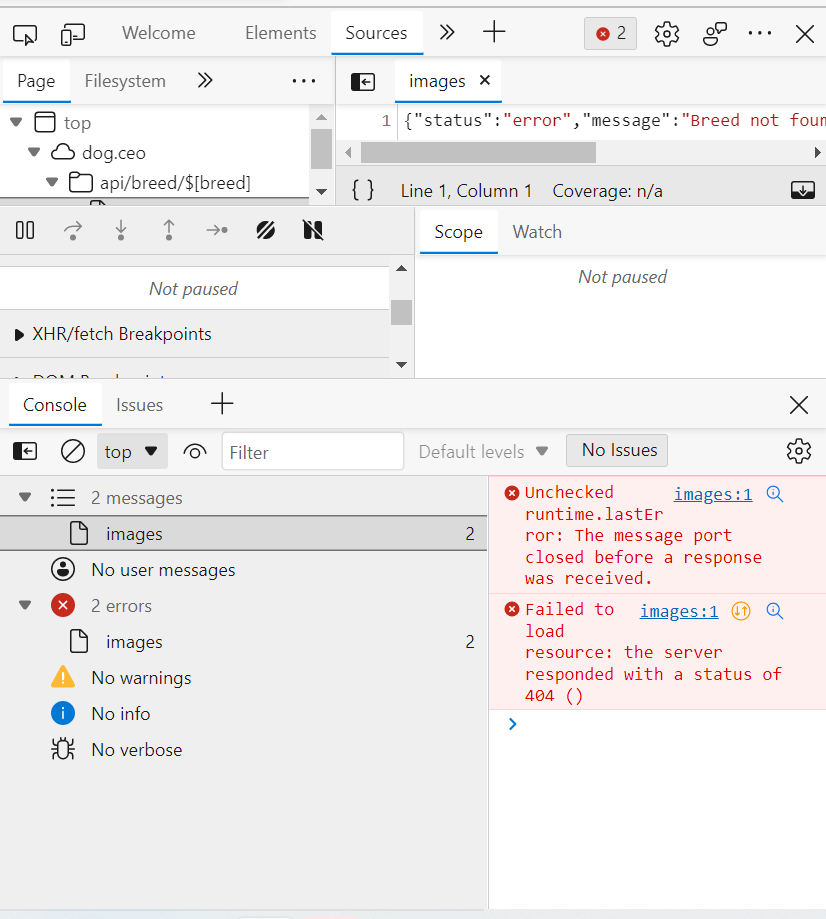 Welcome Elements Sources 2
Page Filesystem images
top
1 {"status":"error","message":"Breed not foun
dog.ceo
api/breed/$[breed]
{ } Line 1, Column 1 Coverage: n/a
Scope Watch
Not paused
Not paused
XHR/fetch Breakpoints
Console Issues
top Filter Default levels No Issues
2 messages
images 2
No user messages
2 errors
images 2
No warnings
No info
No verbose
Unchecked images:1
runtime.lastEr
ror: The message port
closed before a response
was received.
Failed to images:1
load
resource: the server
responded with a status of
404 ()